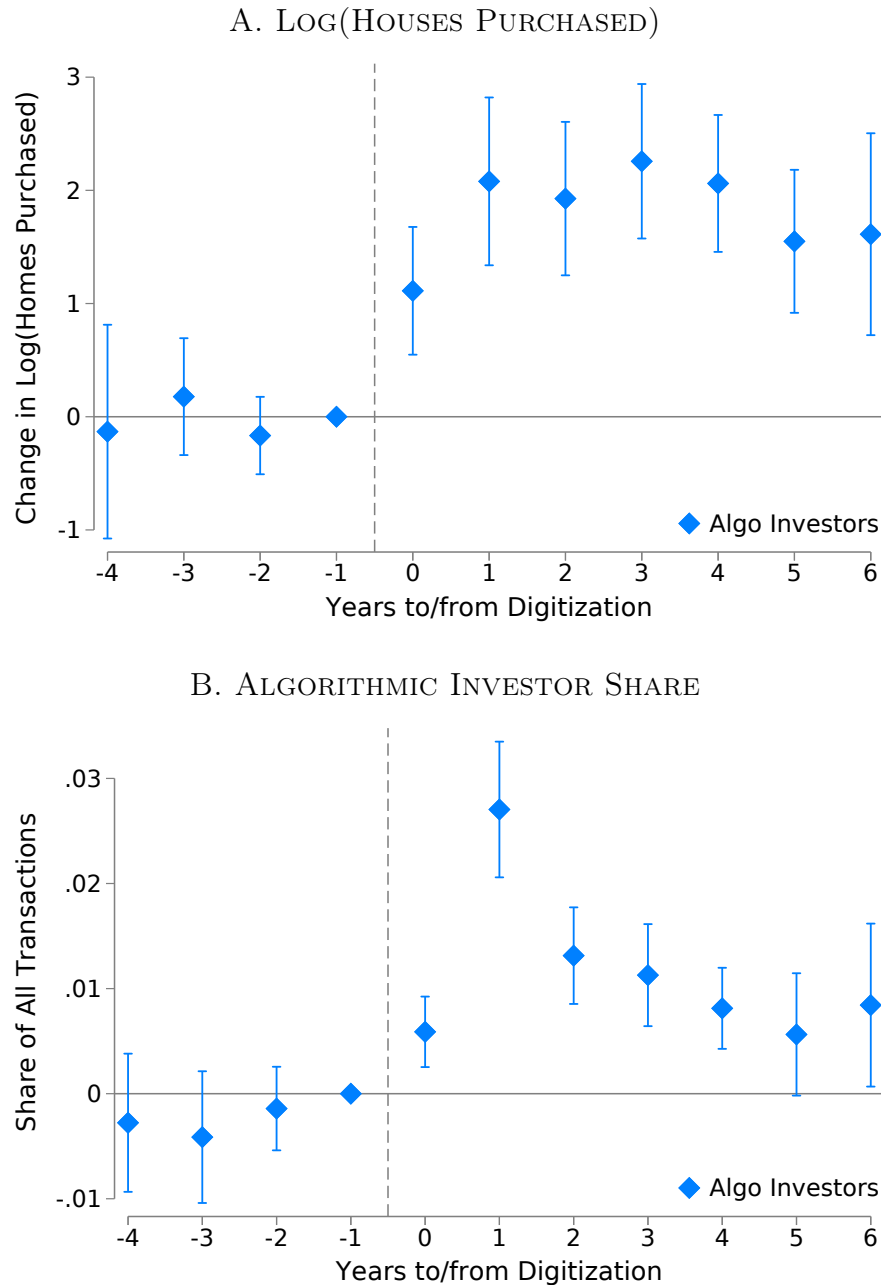 A. LOG(HOUSES PURCHASED)
Change in Log(Homes Purchased)
3
2
1
0
-1
Algo Investors
-4 -3 -2 -1 0 1 2 3 4 5 6
Years to/from Digitization
B. ALGORITHMIC INVESTOR SHARE
Share of All Transactions
.03
.02
.01
0
-.01
Algo Investors
-4 -3 -2 -1 0 1 2 3 4 5 6
Years to/from Digitization